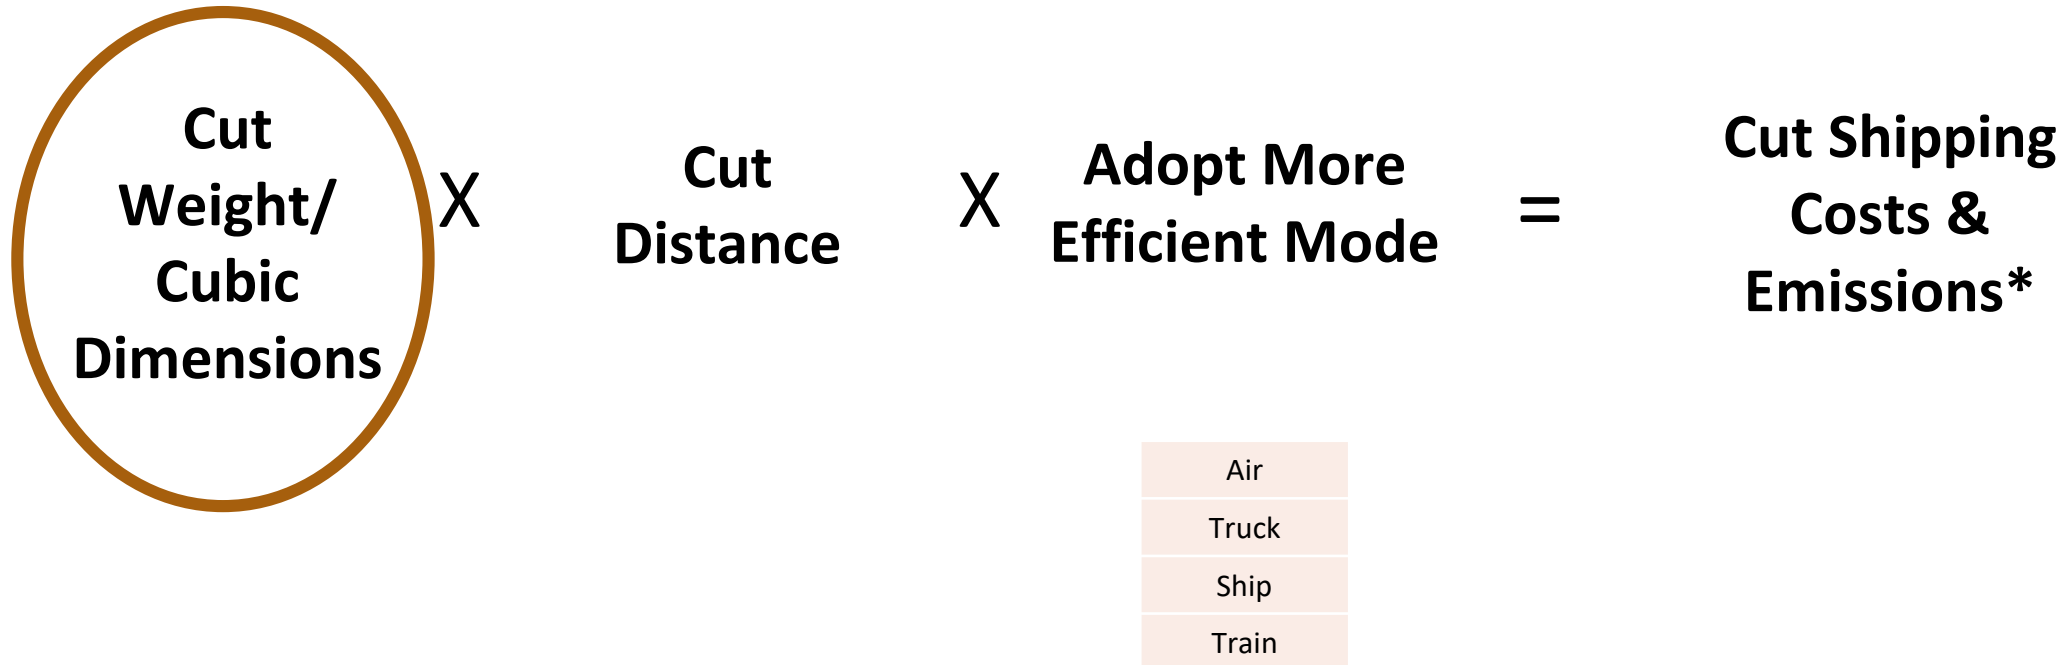 Cut
Weight/
Cubic
Dimensions
X
Cut
Distance
X
Adopt More
Efficient Mode
=
Cut Shipping
Costs &
Emissions*
Air
Truck
Ship
Train